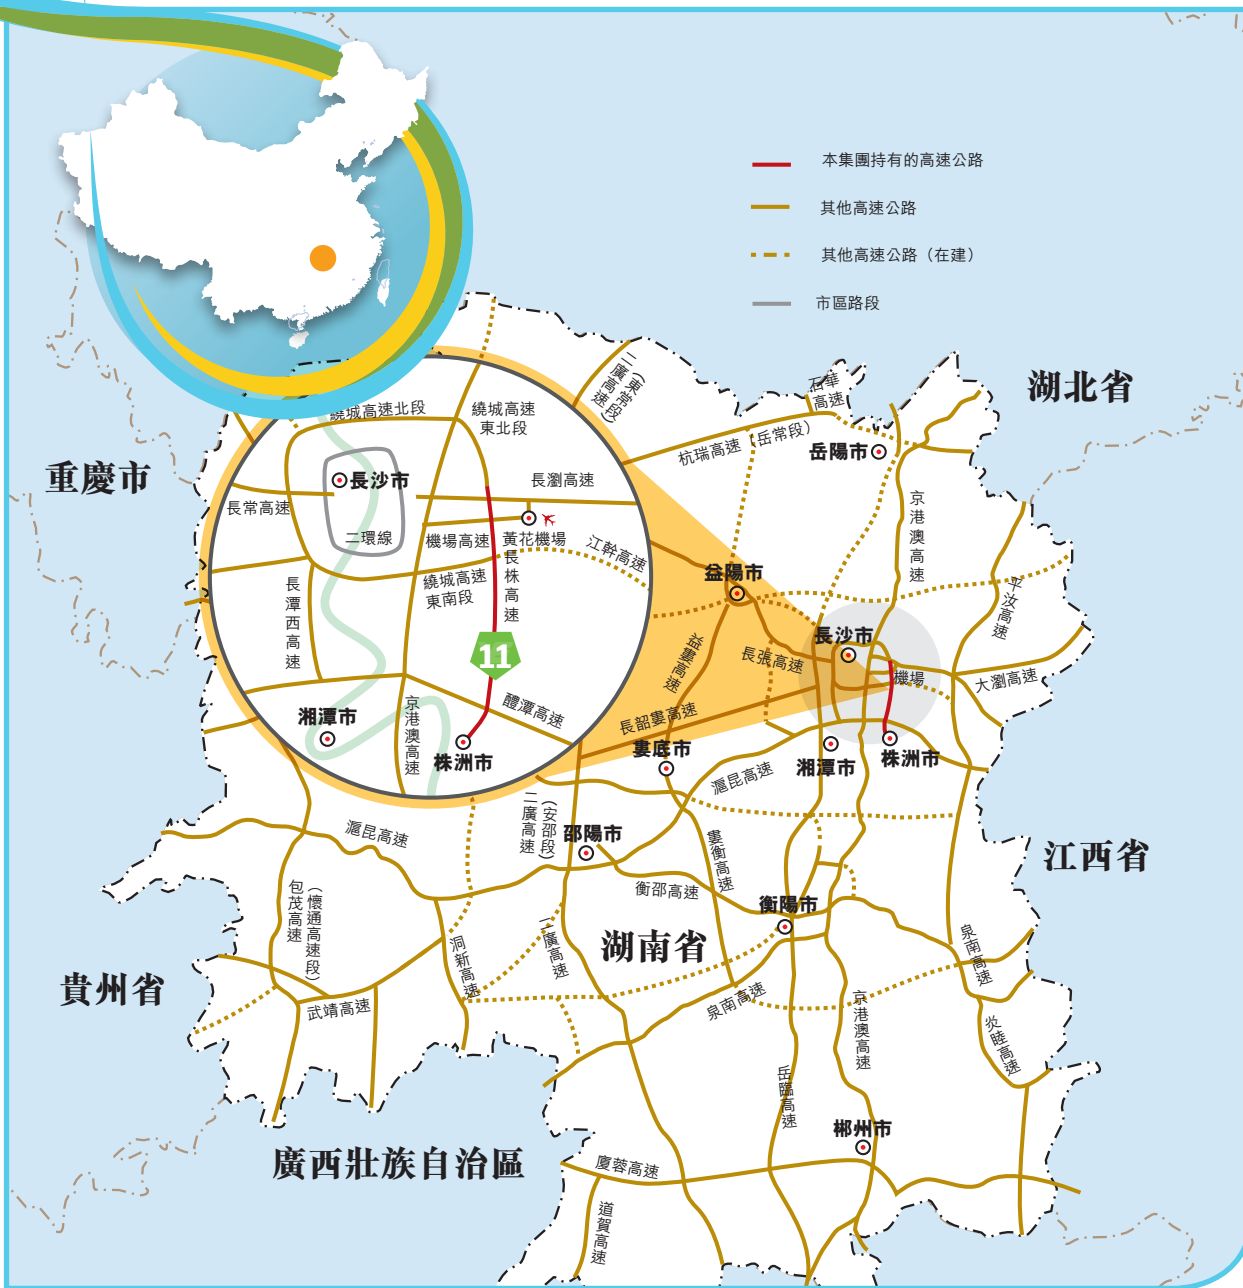 本集團持有的高速公路
其他高速公路
其他高速公路（在建）
市區路段
湖北省
重慶市
江西省
湖南省
貴州省
廣西壯族自治區
繞城高速北段
繞城高速
東北段
長沙市
長瀏高速
長常高速
二環線
機場高速
黃花機場
江幹高速
繞城高速
東南段
長株高速
長潭西高速
11
湘潭市
京港澳高速
醴潭高速
株洲市
二廣高速
（東常段）
石華
高速
杭瑞高速（岳常段）
岳陽市
京港澳高速
益陽市
平汝高速
長沙市
益婁高速
長張高速
機場
大瀏高速
長韶婁高速
婁底市
湘潭市
株洲市
滬昆高速
滬昆高速
二廣高速
（安邵段）
邵陽市
婁衡高速
衡邵高速
衡陽市
包茂高速
（懷通高速段）
洞新高速
二廣高速
泉南高速
武靖高速
泉南高速
京港澳高速
炎睦高速
岳臨高速
郴州市
廈蓉高速
道賀高速